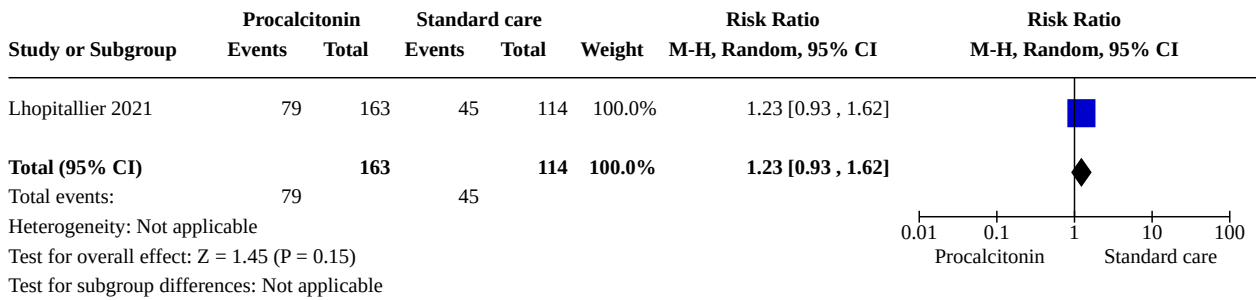 Procalcitonin Standard care Risk Ratio Risk Ratio
Study or Subgroup Events Total Events Total Weight M-H, Random, 95% CI M-H, Random, 95% CI
Lhopitallier 2021 79 163 45 114 100.0% 1.23 [0.93 , 1.62]
Total (95% CI) 163 114 100.0% 1.23 [0.93 , 1.62]
Total events: 79 45
Heterogeneity: Not applicable
0.01 0.1 1 10 100
Test for overall effect: Z = 1.45 (P = 0.15)
Procalcitonin Standard care
Test for subgroup differences: Not applicable